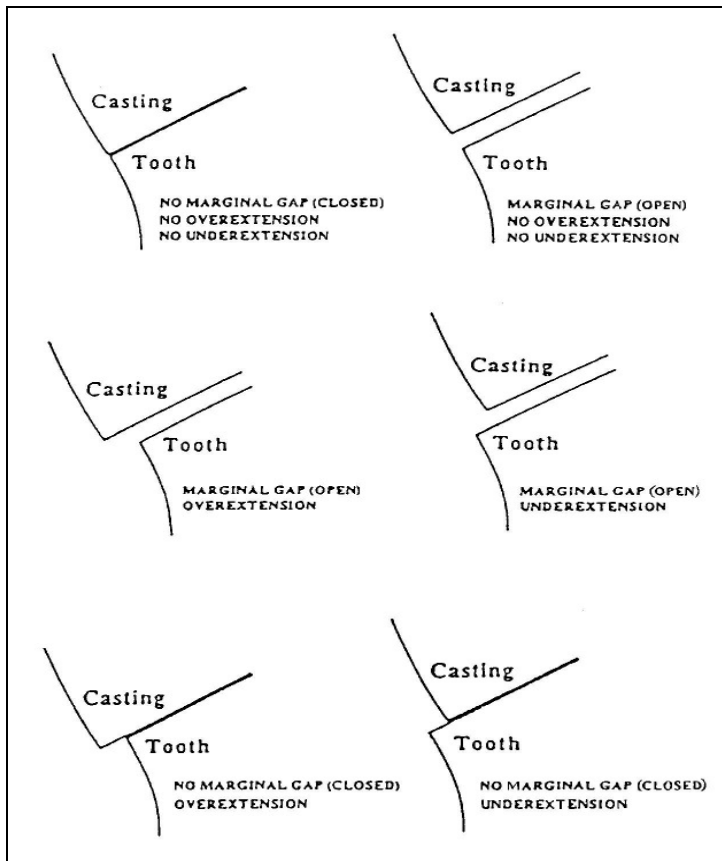 Casting
Tooth
NO MARGINAL GAP (CLOSED)
NO OVEREXTENSION
NO UNDEREXTENSION
Casting
Tooth
MARGINAL GAP (OPEN)
NO OVEREXTENSION
NO UNDEREXTENSION
Casting
Tooth
MARGINAL GAP (OPEN)
OVEREXTENSION
Casting
Tooth
MARGINAL GAP (OPEN)
UNDEREXTENSION
Casting
Tooth
NO MARGINAL GAP (CLOSED)
OVEREXTENSION
Casting
Tooth
NO MARGINAL GAP (CLOSED)
UNDEREXTENSION